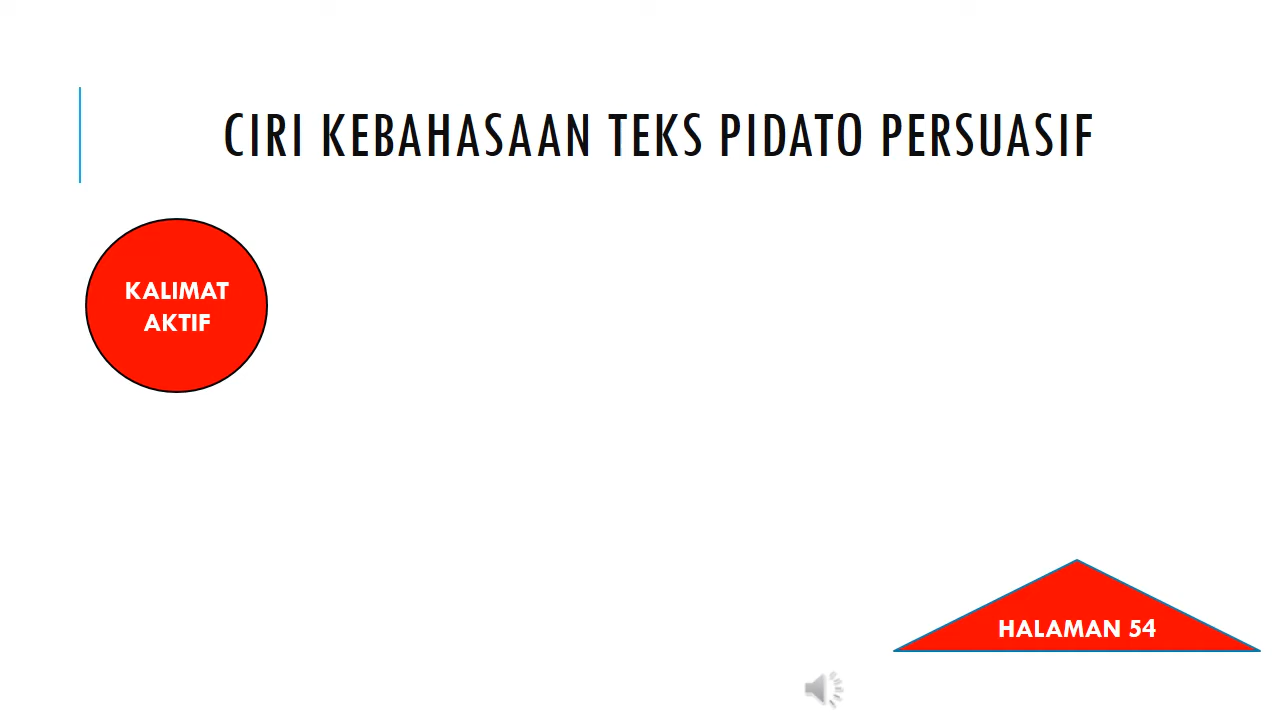 CIRI KEBAHASAAN TEKS PIDATO PERSUASIF
KALIMAT
AKTIF
HALAMAN 54